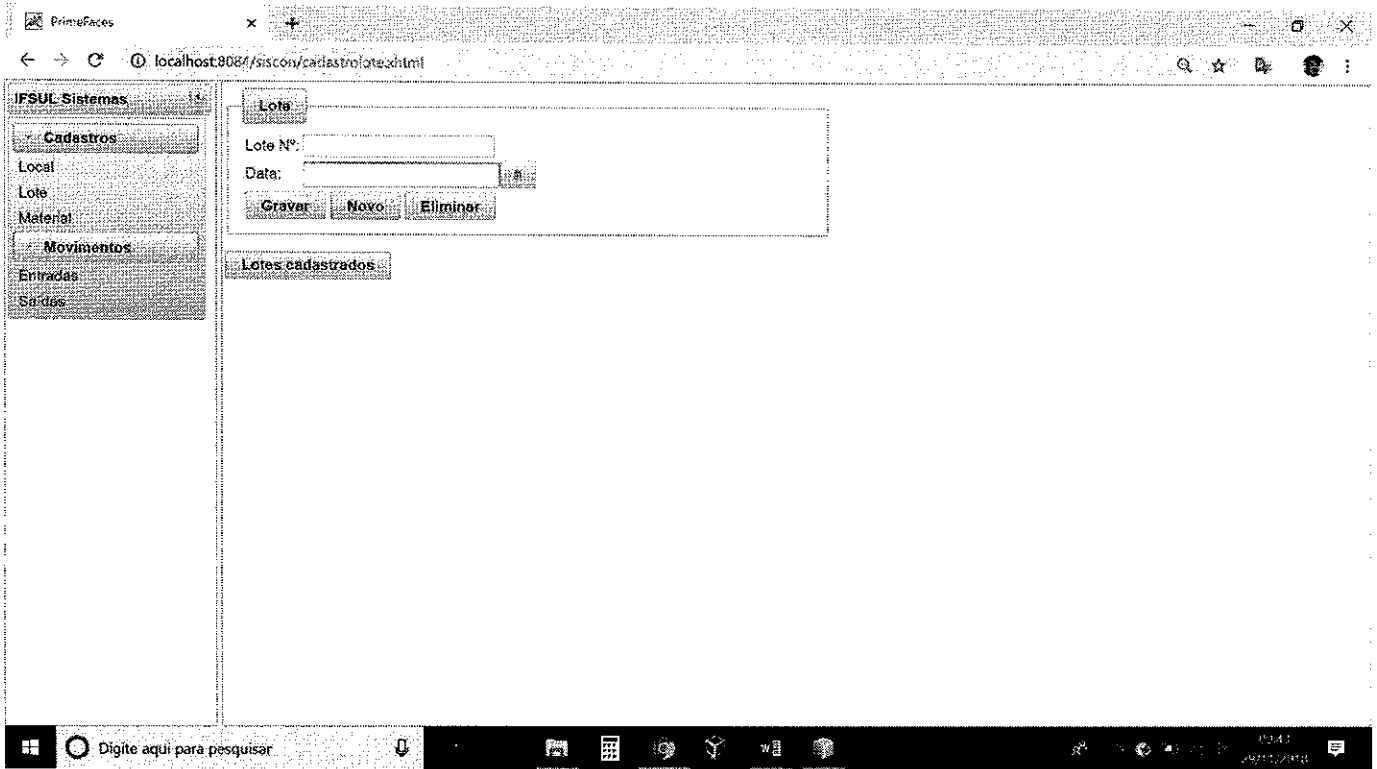 PrimeFaces
localhost:8084/siscon/cadastrolote.xhtml
IFSUL Sistemas
Cadastros
Local
Lote
Material
Movimentos
Entradas
Saídas
Lote
Lote Nº:
Data:
Gravar Novo Eliminar
Lotes cadastrados
Digite aqui para pesquisar